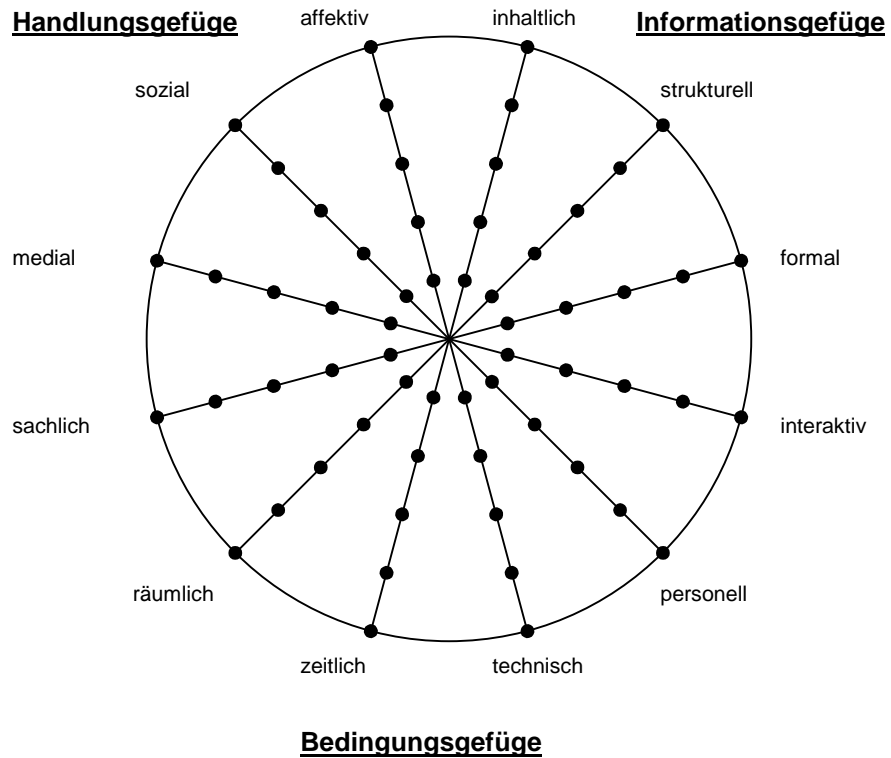 affektiv
inhaltlich
Handlungsgefüge
Informationsgefüge
sozial
strukturell
medial
formal
sachlich
interaktiv
räumlich
personell
zeitlich
technisch
Bedingungsgefüge